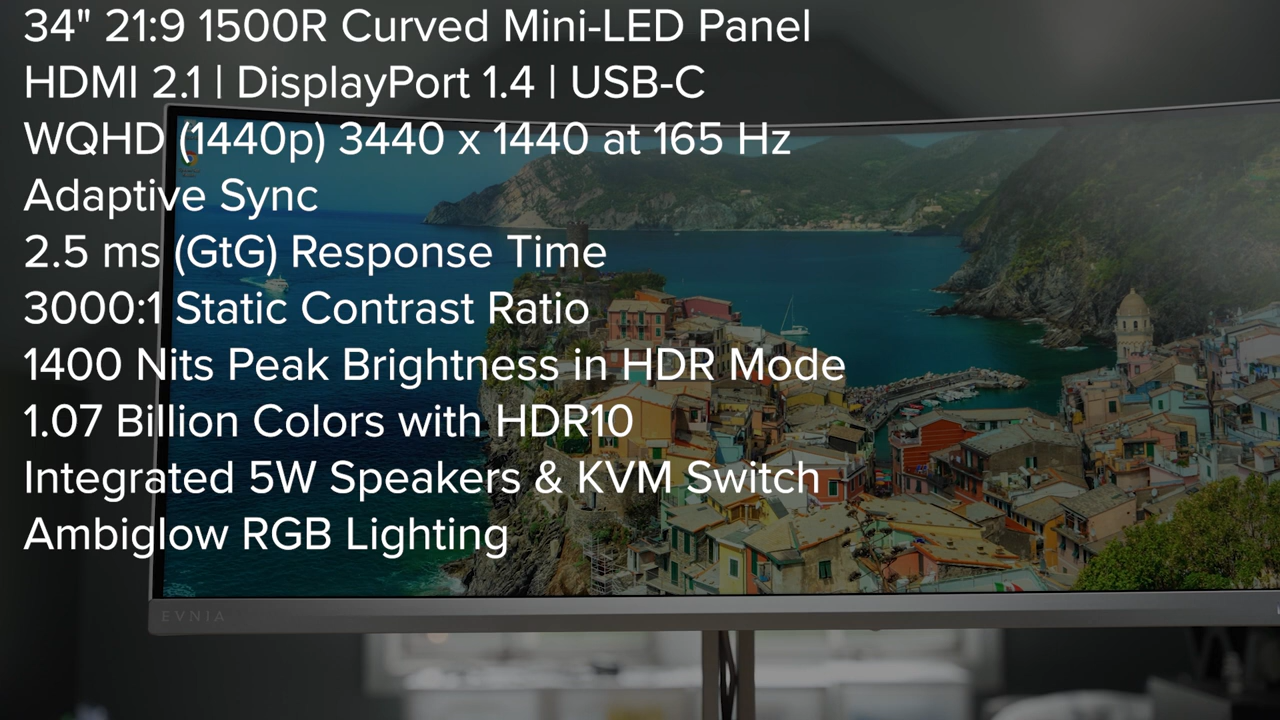 34" 21:9 1500R Curved Mini-LED Panel
HDMI 2.1 | DisplayPort 1.4 | USB-C
WQHD (1440p) 3440 x 1440 at 165 Hz
Adaptive Sync
2.5 ms (GtG) Response Time
3000:1 Static Contrast Ratio
1400 Nits Peak Brightness in HDR Mode
1.07 Billion Colors with HDR10
Integrated 5W Speakers & KVM Switch
Ambiglow RGB Lighting
EVNIA